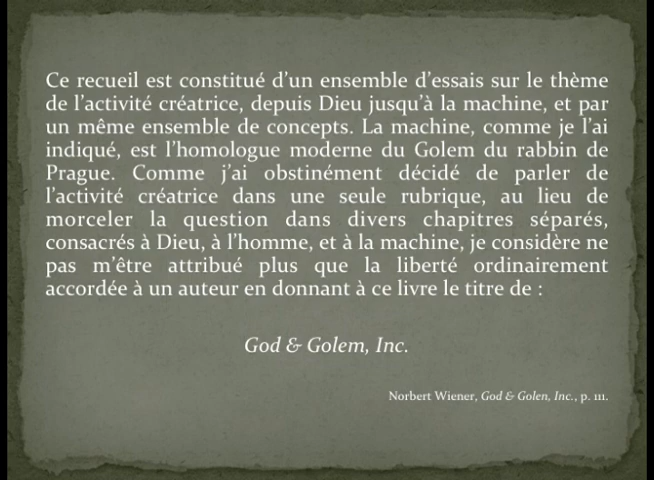 Ce recueil est constitué d’un ensemble d’essais sur le thème
de l’activité créatrice, depuis Dieu jusqu’à la machine, et par
un même ensemble de concepts. La machine, comme je l’ai
indiqué, est l’homologue moderne du Golem du rabbin de
Prague. Comme j’ai obstinément décidé de parler de
l’activité créatrice dans une seule rubrique, au lieu de
morceler la question dans divers chapitres séparés,
consacrés à Dieu, à l’homme, et à la machine, je considère ne
pas m’être attribué plus que la liberté ordinairement
accordée à un auteur en donnant à ce livre le titre de :
God & Golem, Inc.
Norbert Wiener, God & Golen, Inc., p. 111.